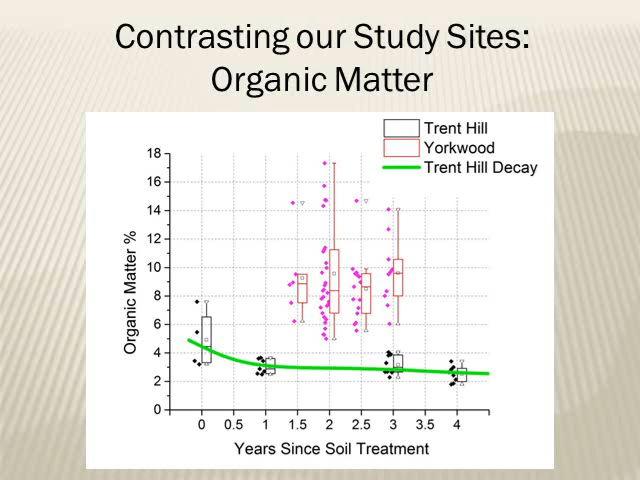 Contrasting our Study Sites:
Organic Matter
Trent Hill
Yorkwood
Trent Hill Decay
18
16
14
12
10
8
6
4
2
0
Organic Matter %
0 0.5 1 1.5 2 2.5 3 3.5 4
Years Since Soil Treatment